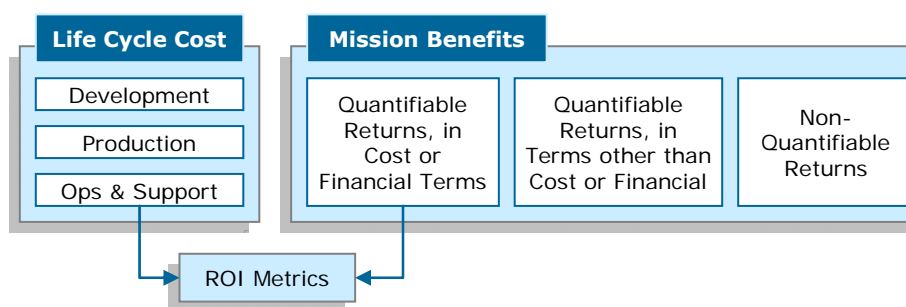 Life Cycle Cost
Development
Production
Ops & Support
Mission Benefits
Quantifiable
Returns, in
Cost or
Financial Terms
Quantifiable
Returns, in
Terms other than
Cost or Financial
Non-
Quantifiable
Returns
ROI Metrics